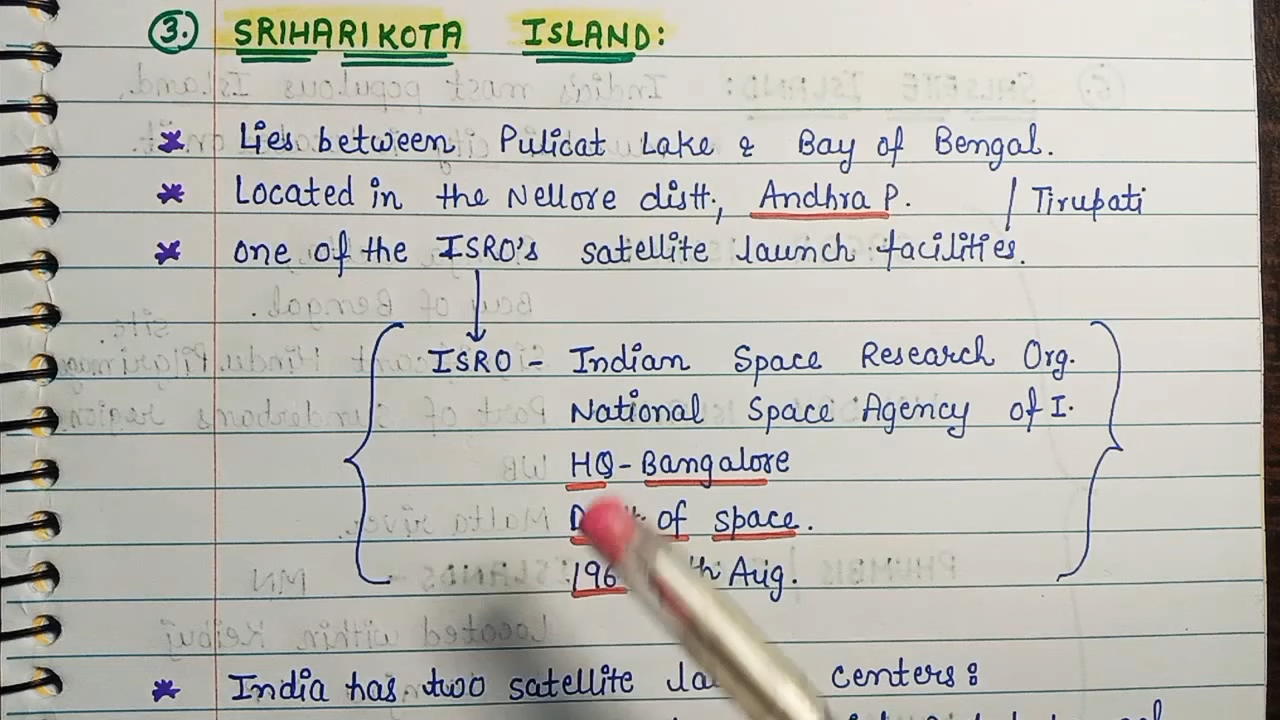 3. SRIHARIKOTA ISLAND:
* Lies between Pulicat Lake & Bay of Bengal.
* Located in the Nellore distt., Andhra P. / Tirupati
* one of the ISRO's satellite launch facilities.
ISRO - Indian Space Research Org.
National Space Agency of I.
HQ - Bangalore
of space.
Aug.
* India has two satellite centers: